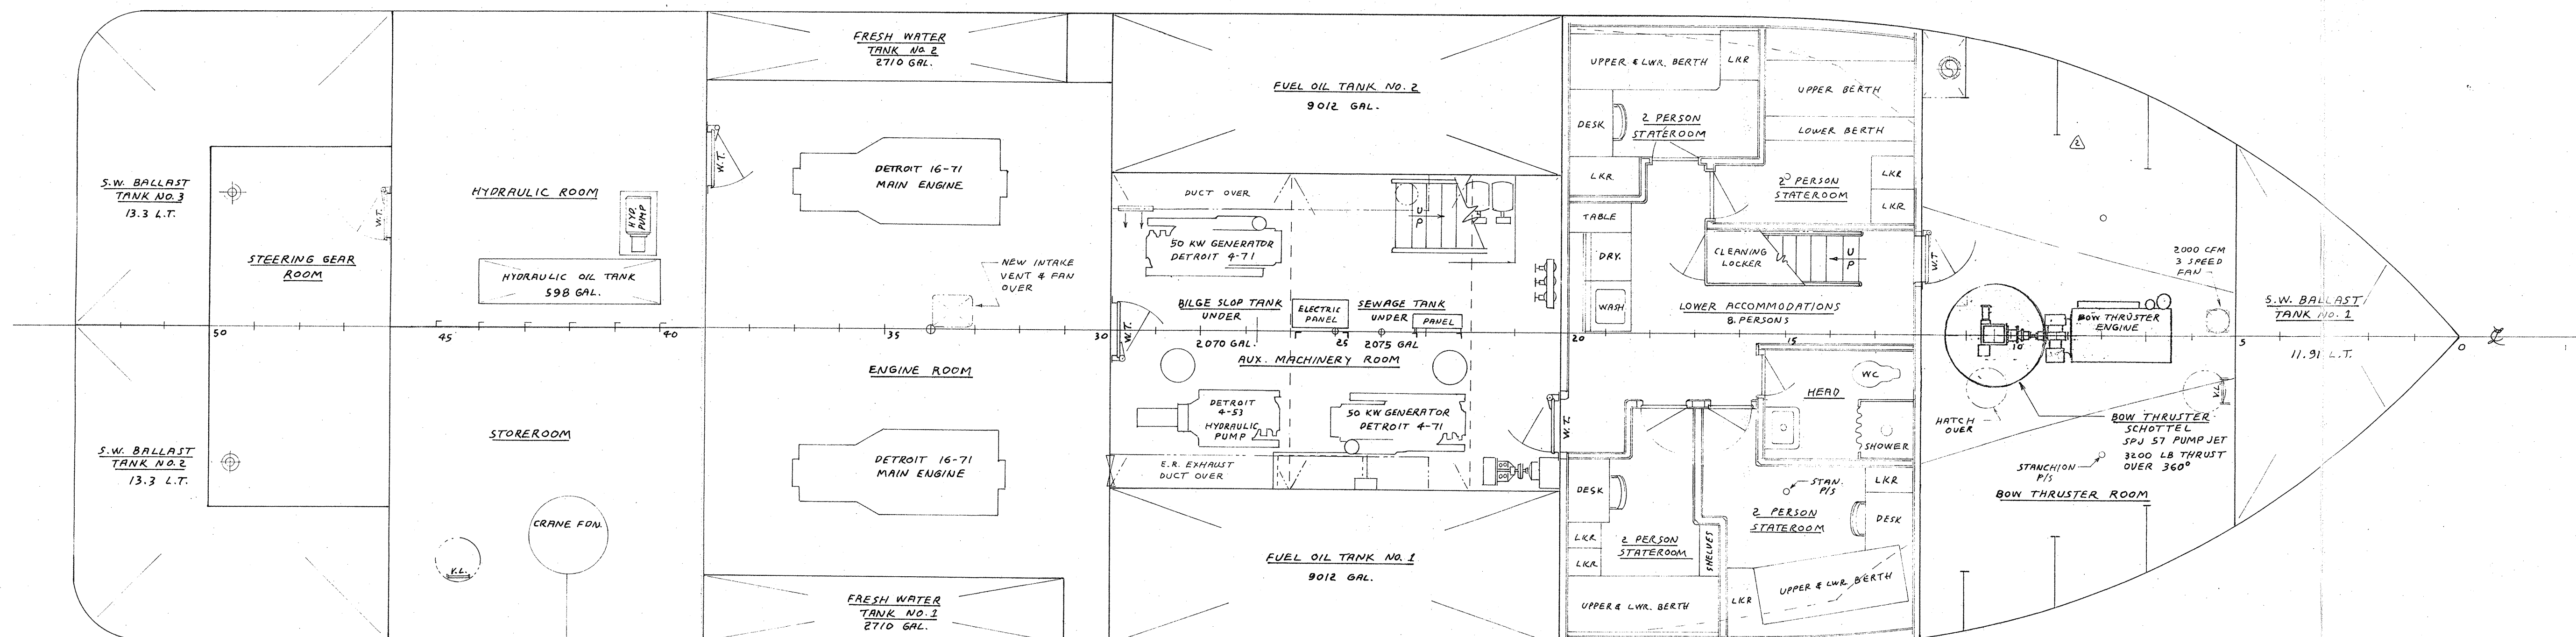 S.W. BALLAST
TANK NO. 3
13.3 L.T.
S.W. BALLAST
TANK NO. 2
13.3 L.T.
STEERING GEAR
ROOM
W.T.
50
HYDRAULIC ROOM
HYD.
PUMP
HYDRAULIC OIL TANK
598 GAL.
45
40
STOREROOM
CRANE FDN.
V.L.
FRESH WATER
TANK NO. 2
2710 GAL.
W.T.
DETROIT 16-71
MAIN ENGINE
NEW INTAKE
VENT & FAN
OVER
35
30
ENGINE ROOM
DETROIT 16-71
MAIN ENGINE
FRESH WATER
TANK NO. 1
2710 GAL.
FUEL OIL TANK NO. 2
9012 GAL.
DUCT OVER
UP
50 KW GENERATOR
DETROIT 4-71
BILGE SLOP TANK
UNDER
2070 GAL.
ELECTRIC
PANEL
SEWAGE TANK
UNDER
PANEL
25
2075 GAL
W.T.
AUX. MACHINERY ROOM
DETROIT
4-53
HYDRAULIC
PUMP
50 KW GENERATOR
DETROIT 4-71
E.R. EXHAUST
DUCT OVER
W.T.
FUEL OIL TANK NO. 1
9012 GAL.
UPPER & LWR. BERTH
LKR
DESK
2 PERSON
STATEROOM
LKR
UPPER BERTH
LOWER BERTH
2 PERSON
STATEROOM
LKR
LKR
TABLE
DRY.
WASH
CLEANING
LOCKER
UP
W.T.
LOWER ACCOMMODATIONS
8 PERSONS
20
15
WC
HEAD
SHOWER
DESK
LKR
LKR
2 PERSON
STATEROOM
SHELVES
UPPER & LWR. BERTH
STAN.
P/S
LKR
DESK
2 PERSON
STATEROOM
LKR
UPPER & LWR. BERTH
2
2000 CFM
3 SPEED
FAN
BOW THRUSTER
ENGINE
10
5
0
S.W. BALLAST
TANK NO. 1
11.91 L.T.
V.L.
HATCH
OVER
BOW THRUSTER
SCHOTTEL
SPJ 57 PUMP JET
3200 LB THRUST
OVER 360°
STANCHION
P/S
BOW THRUSTER ROOM